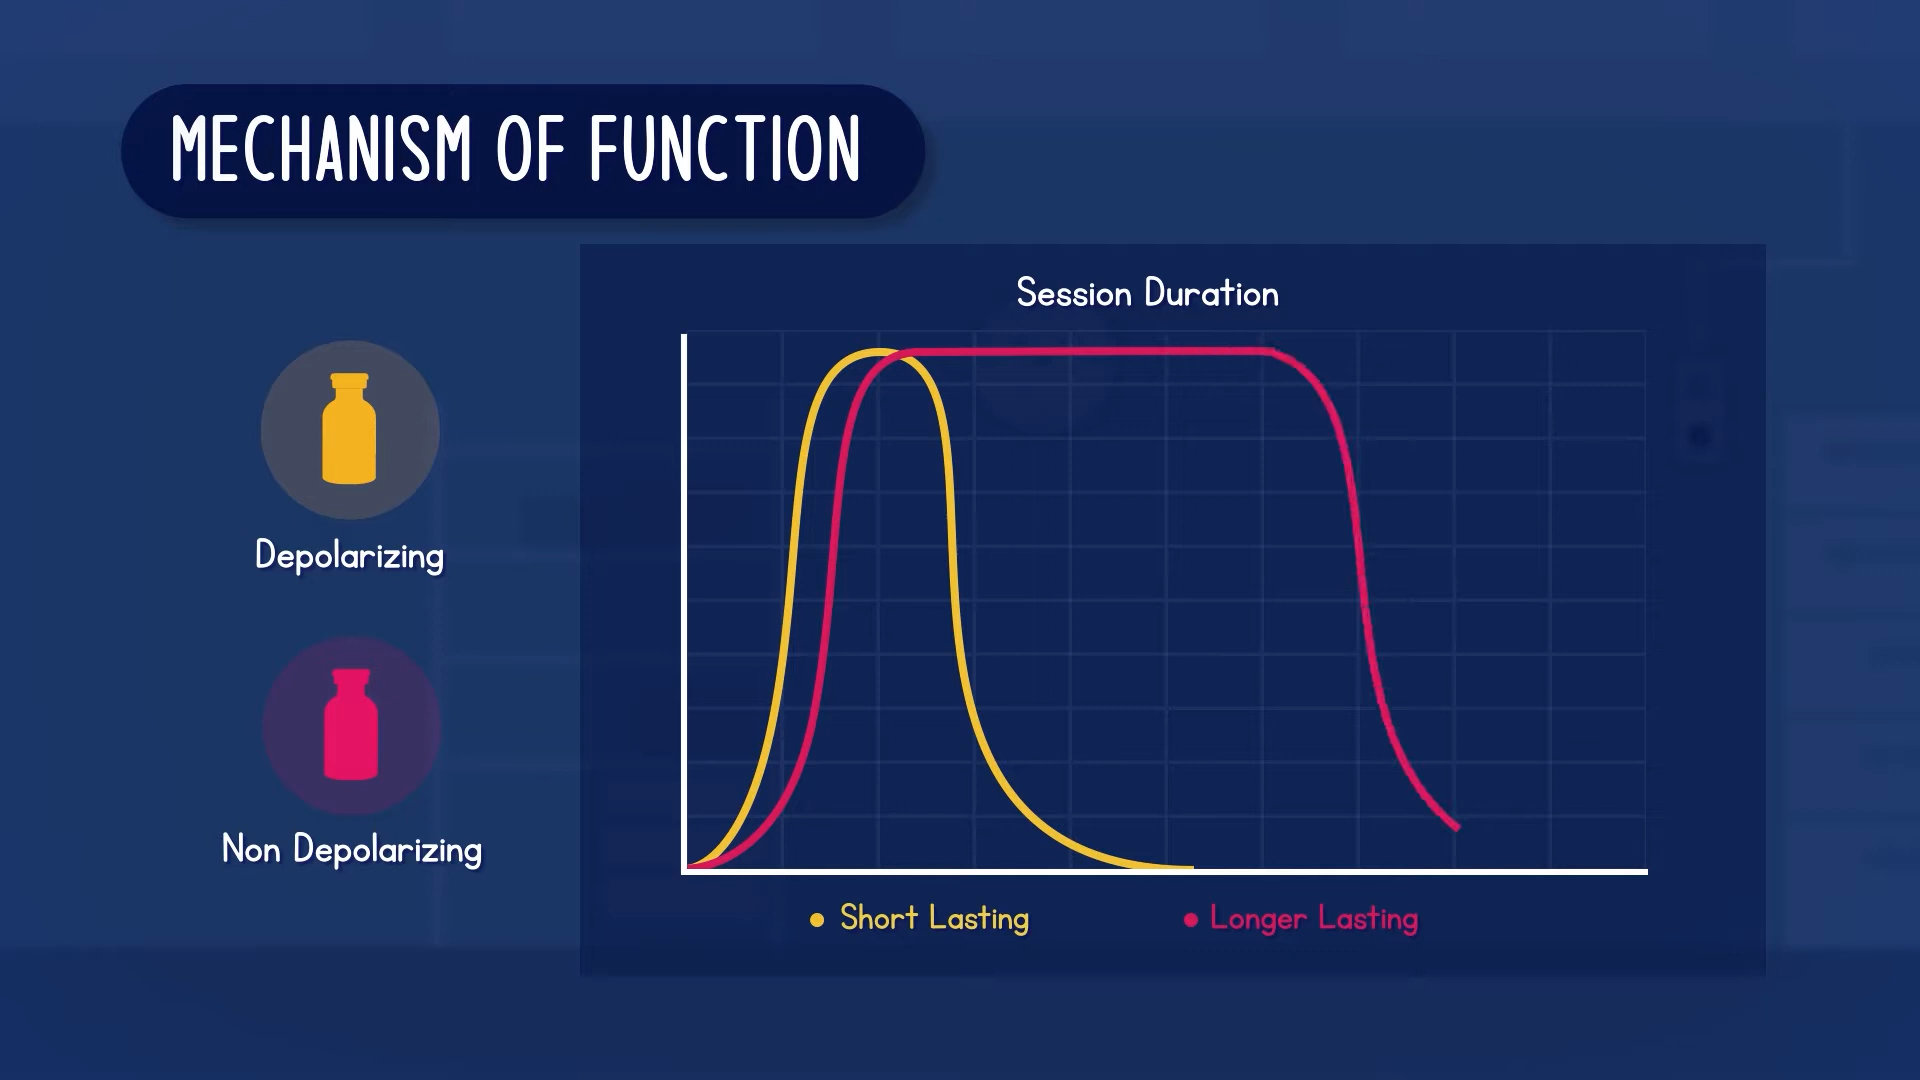 MECHANISM OF FUNCTION
Session Duration
Depolarizing
Non Depolarizing
Short Lasting
Longer Lasting